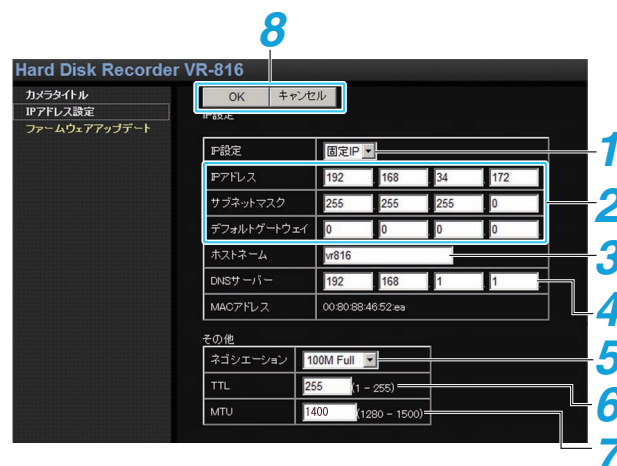 8
Hard Disk Recorder VR-816
カメラタイトル
IPアドレス設定
ファームウェアアップデート
OK キャンセル
IP設定
IP設定 固定IP 1
IPアドレス 192 . 168 . 34 . 172
サブネットマスク 255 . 255 . 255 . 0 2
デフォルトゲートウェイ 0 . 0 . 0 . 0
ホストネーム vr816 3
DNSサーバー 192 . 168 . 1 . 1 4
MACアドレス 00:80:88:46:52:ea
その他
ネゴシエーション 100M Full 5
TTL 255 (1 - 255) 6
MTU 1400 (1280 - 1500) 7